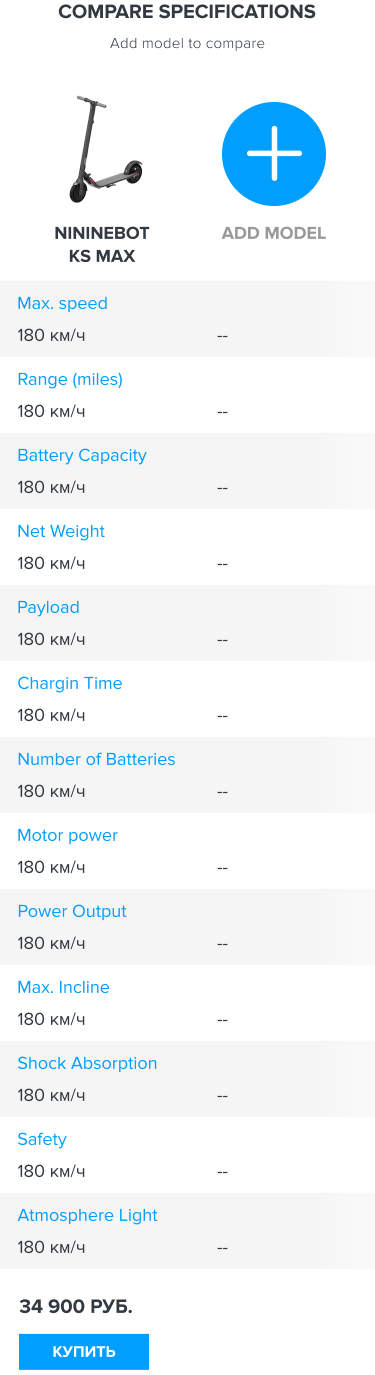 COMPARE SPECIFICATIONS
Add model to compare
NININEBOT
KS MAX
ADD MODEL
Max. speed
180 км/ч --
Range (miles)
180 км/ч --
Battery Capacity
180 км/ч --
Net Weight
180 км/ч --
Payload
180 км/ч --
Chargin Time
180 км/ч --
Number of Batteries
180 км/ч --
Motor power
180 км/ч --
Power Output
180 км/ч --
Max. Incline
180 км/ч --
Shock Absorption
180 км/ч --
Safety
180 км/ч --
Atmosphere Light
180 км/ч --
34 900 РУБ.
КУПИТЬ